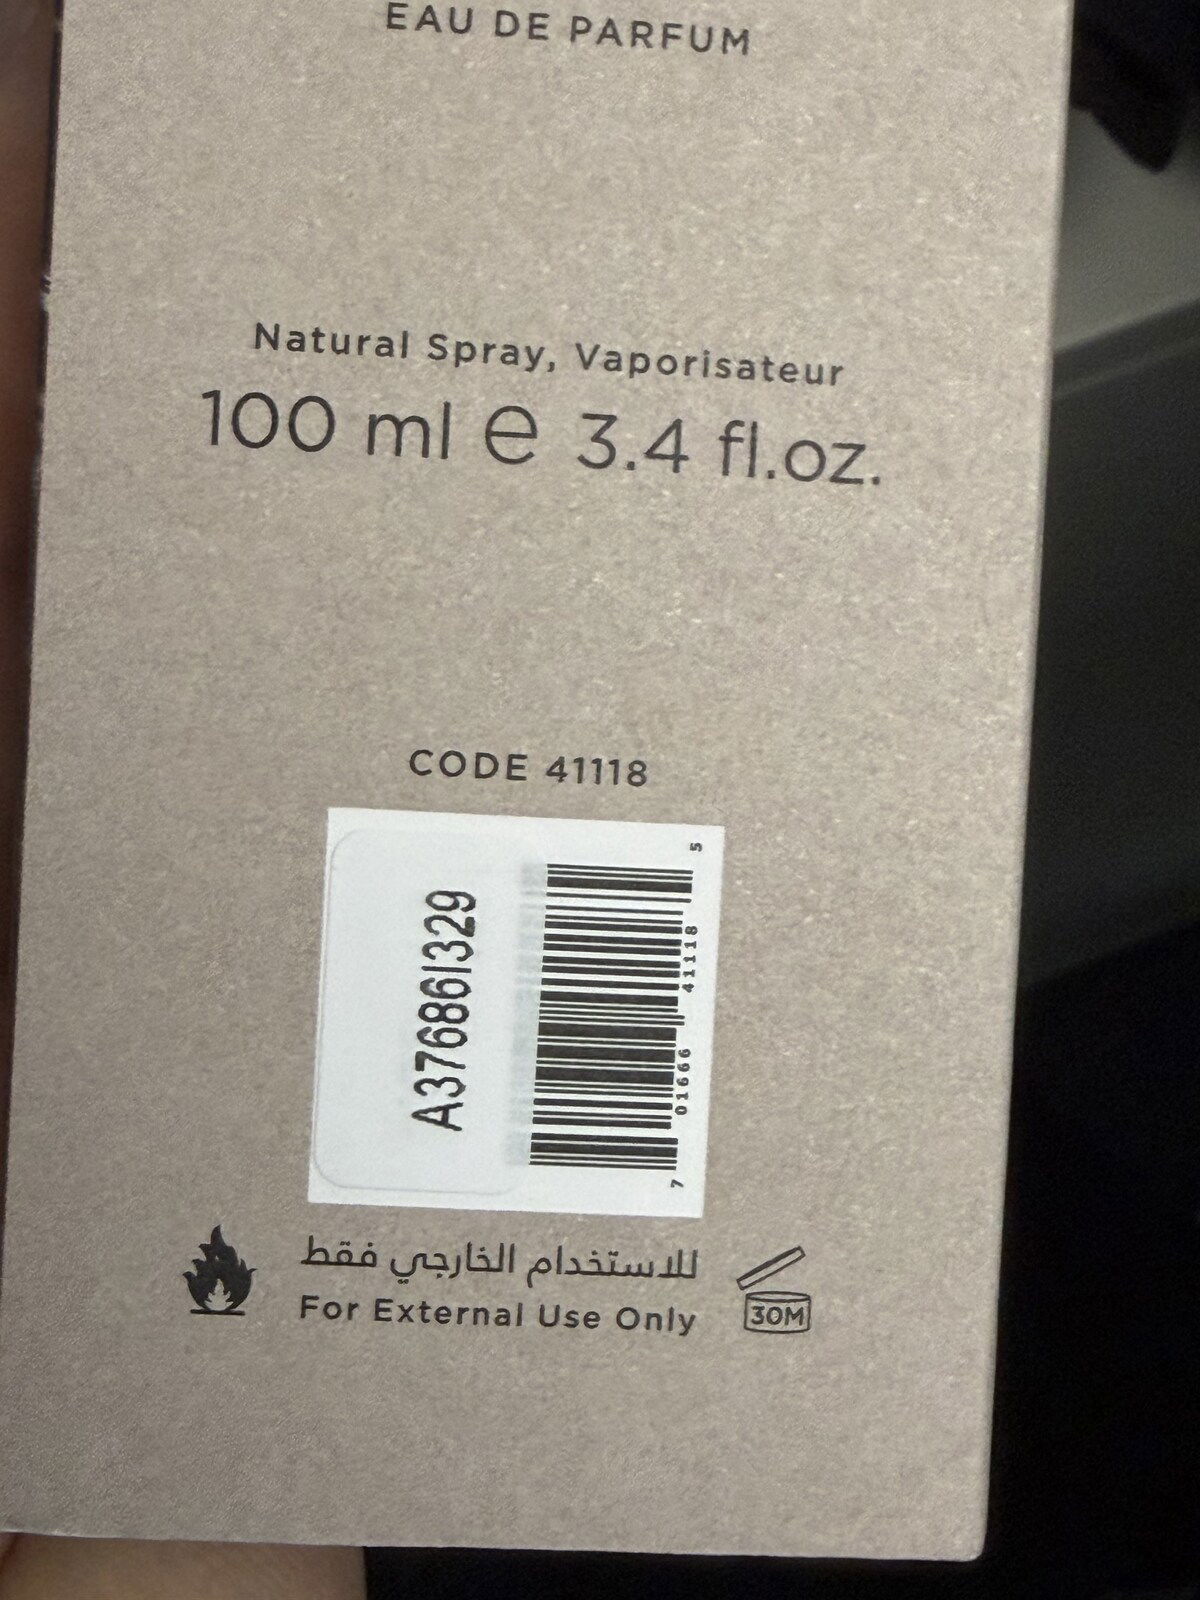 EAU DE PARFUM
Natural Spray, Vaporisateur
100 ml e 3.4 fl.oz.
CODE 41118
A376861329
7 01666 41118 5
للاستخدام الخارجي فقط
For External Use Only
30M